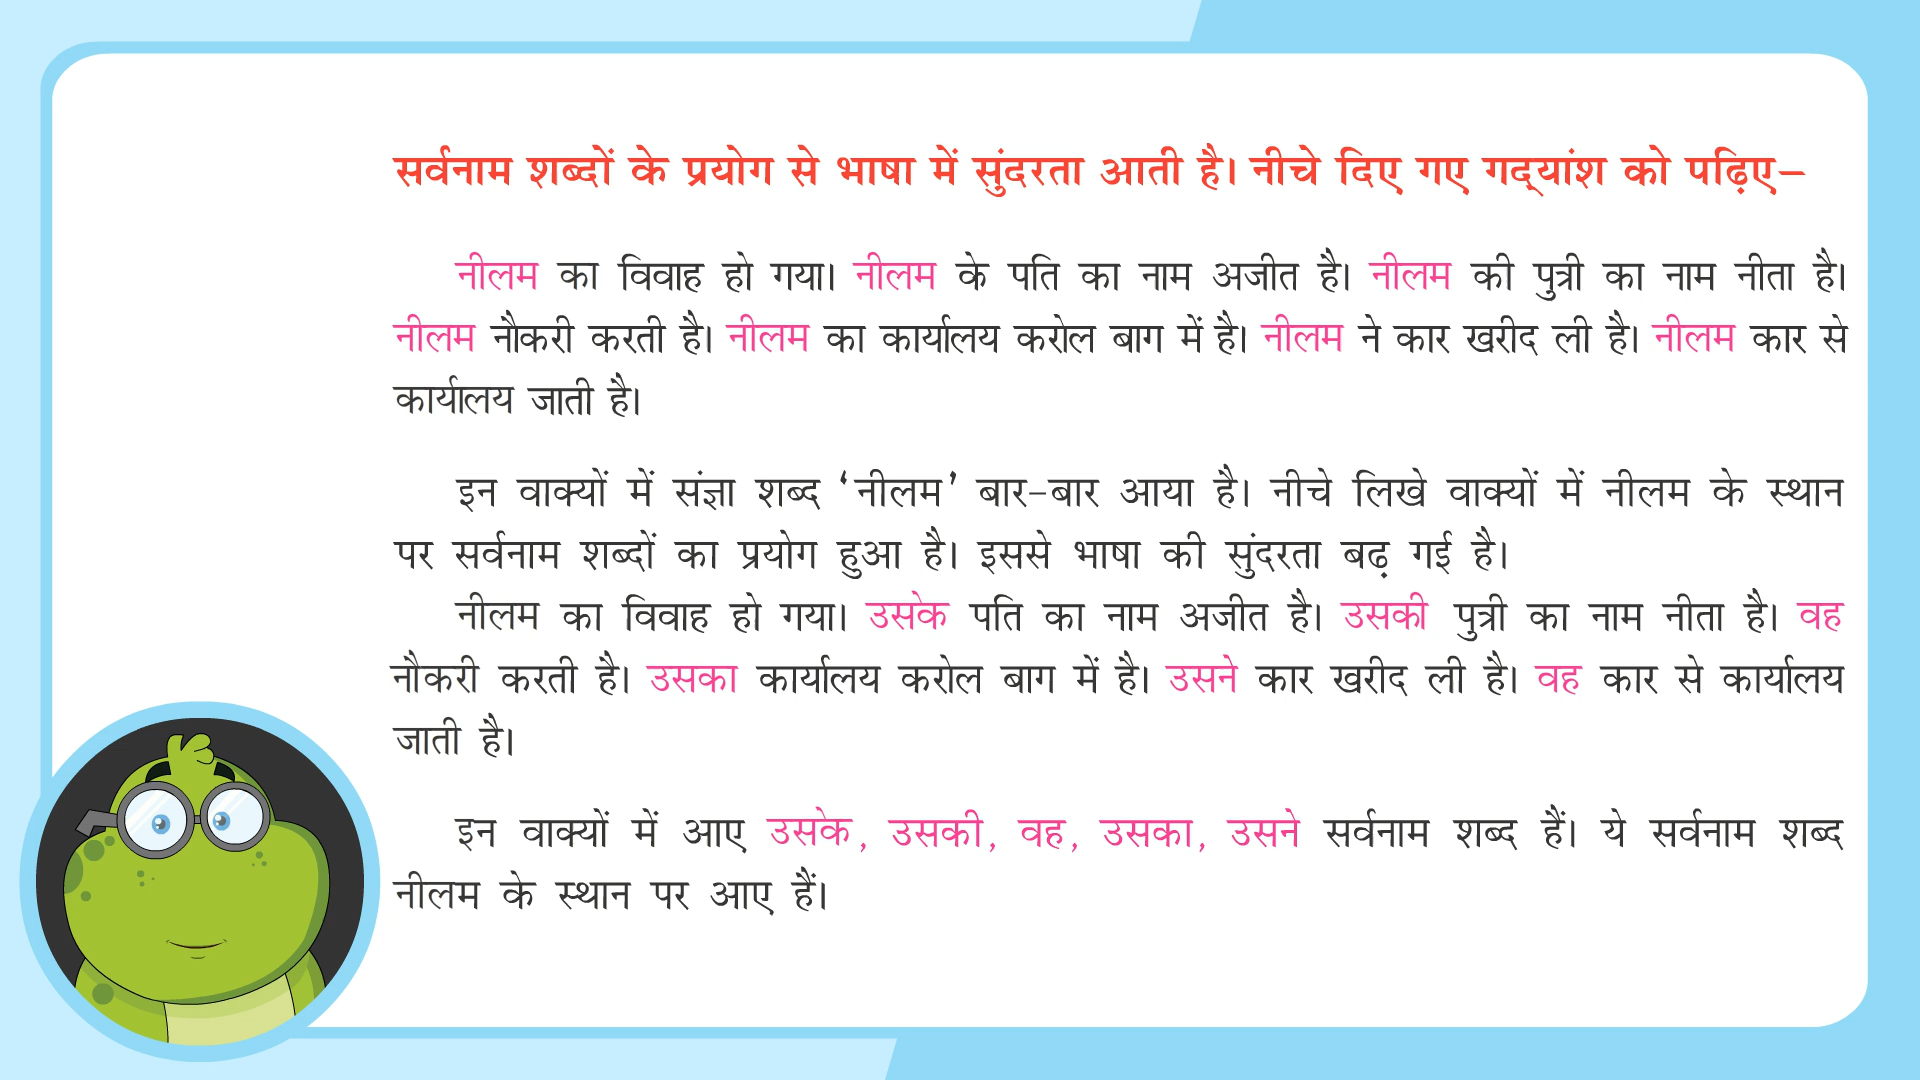 सर्वनाम शब्दों के प्रयोग से भाषा में सुंदरता आती है। नीचे दिए गए गद्‌यांश को पढ़िए–
नीलम का विवाह हो गया। नीलम के पति का नाम अजीत है। नीलम की पुत्री का नाम नीता है।
नीलम नौकरी करती है। नीलम का कार्यालय करोल बाग में है। नीलम ने कार खरीद ली है। नीलम कार से
कार्यालय जाती है।
इन वाक्यों में संज्ञा शब्द ‘नीलम’ बार–बार आया है। नीचे लिखे वाक्यों में नीलम के स्थान
पर सर्वनाम शब्दों का प्रयोग हुआ है। इससे भाषा की सुंदरता बढ़ गई है।
नीलम का विवाह हो गया। उसके पति का नाम अजीत है। उसकी पुत्री का नाम नीता है। वह
नौकरी करती है। उसका कार्यालय करोल बाग में है। उसने कार खरीद ली है। वह कार से कार्यालय
जाती है।
इन वाक्यों में आए उसके, उसकी, वह, उसका, उसने सर्वनाम शब्द हैं। ये सर्वनाम शब्द
नीलम के स्थान पर आए हैं।